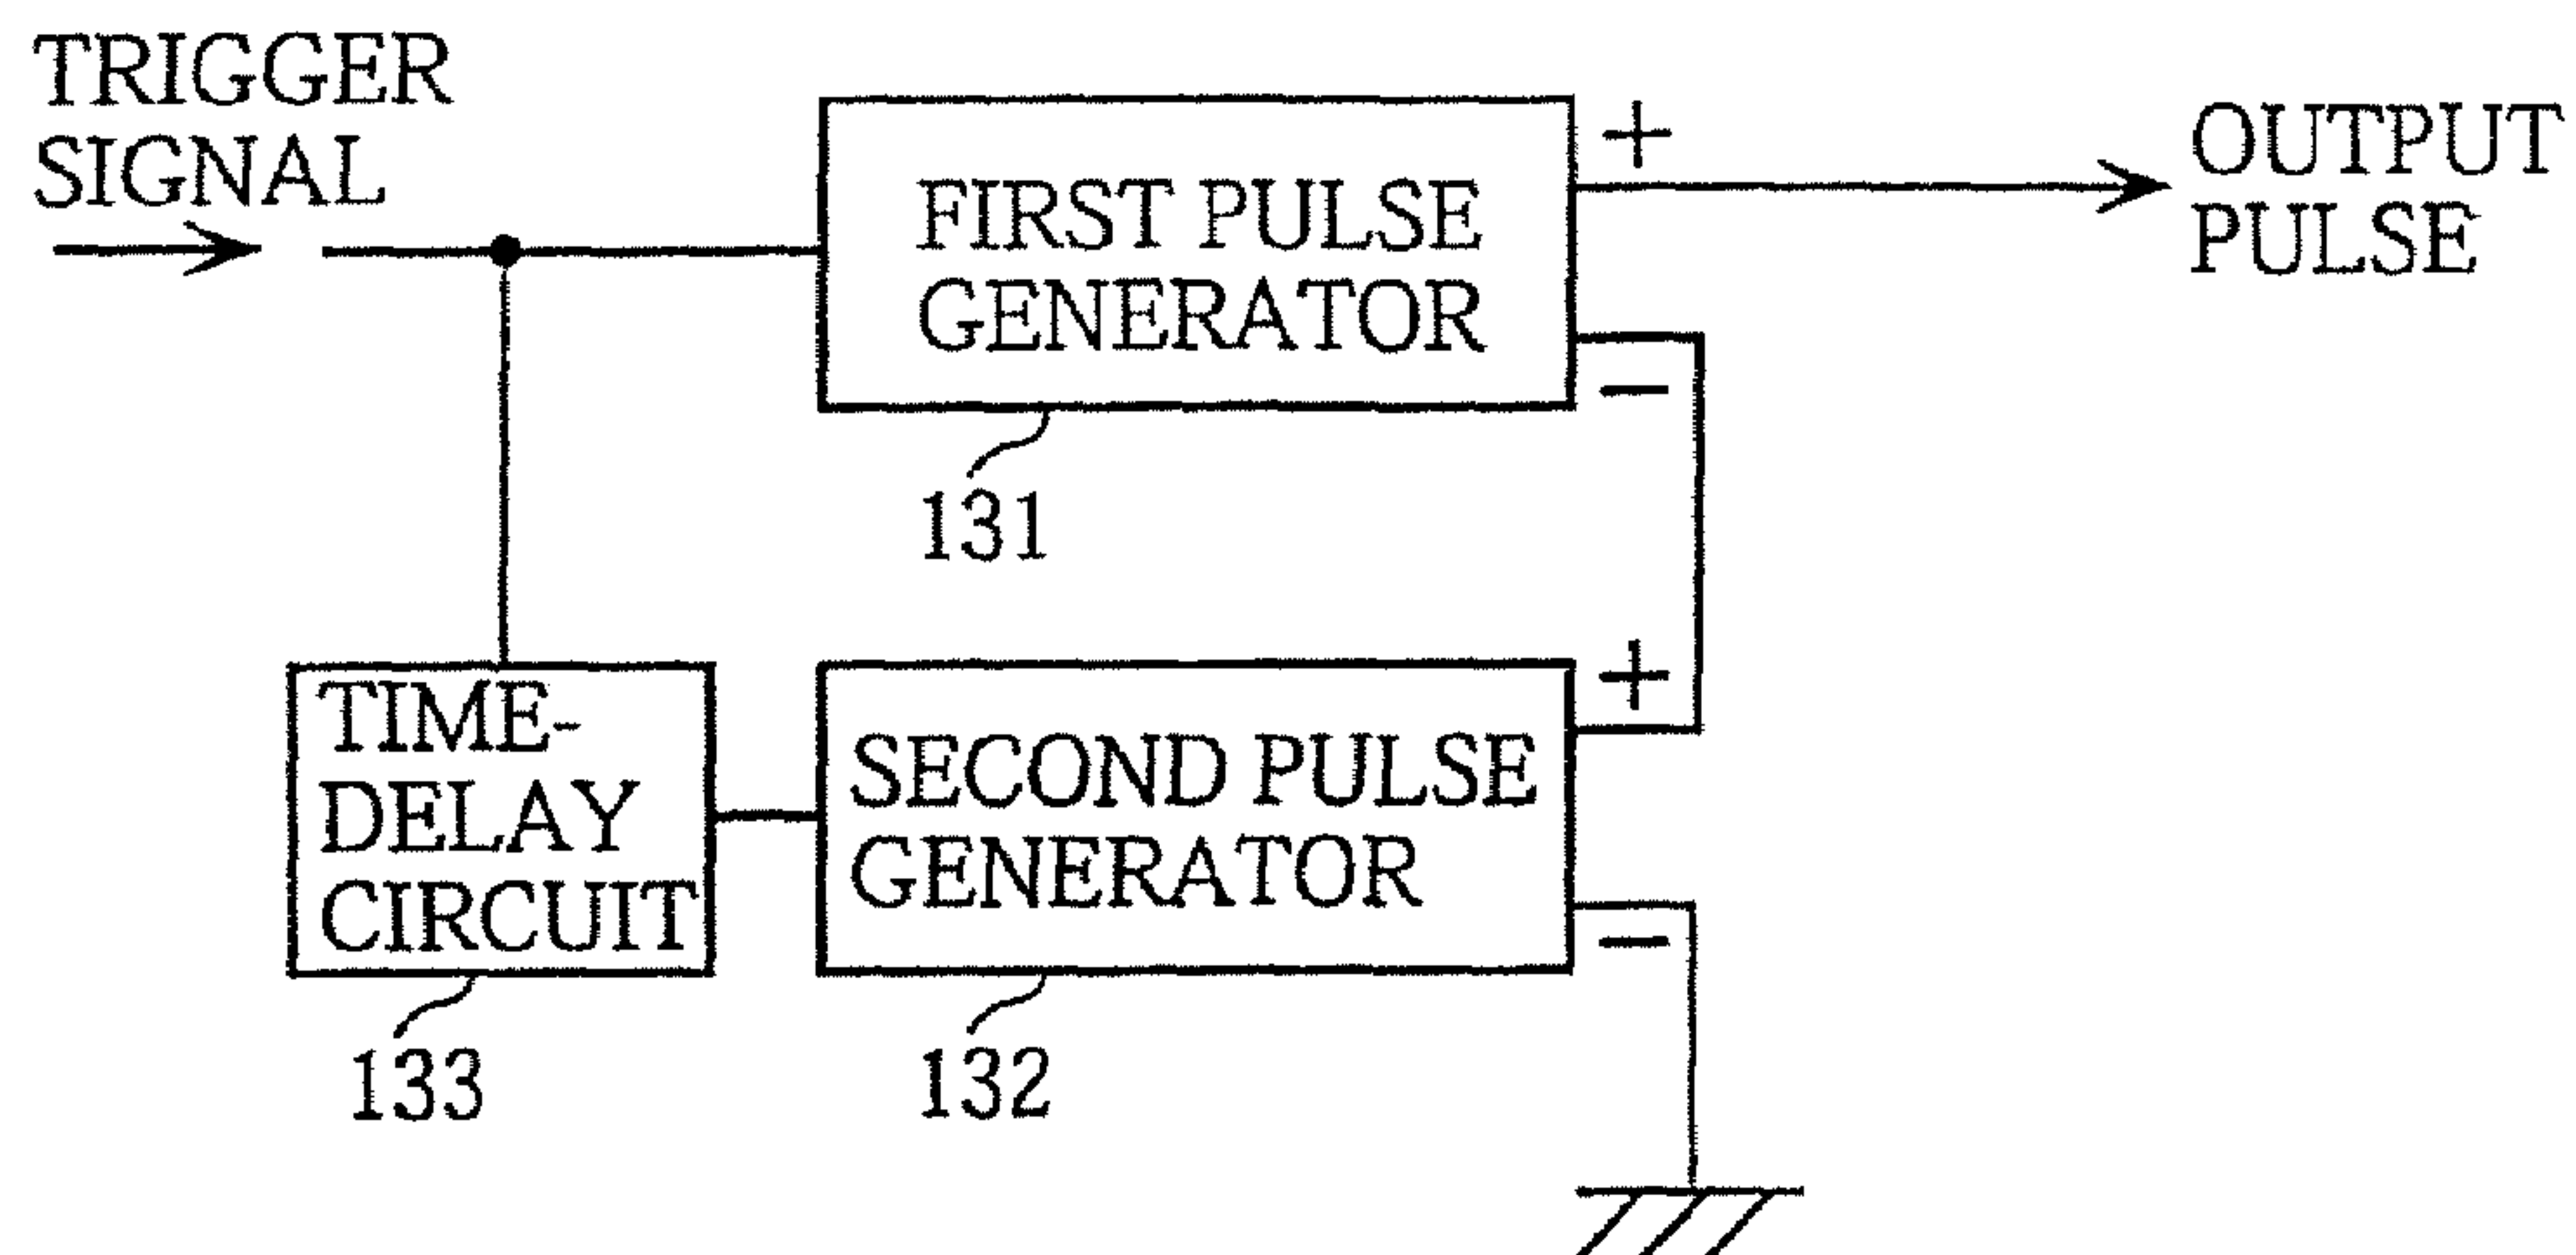 TRIGGER
SIGNAL
FIRST PULSE
GENERATOR
+
−
OUTPUT
PULSE
131
TIME-
DELAY
CIRCUIT
SECOND PULSE
GENERATOR
+
−
133
132